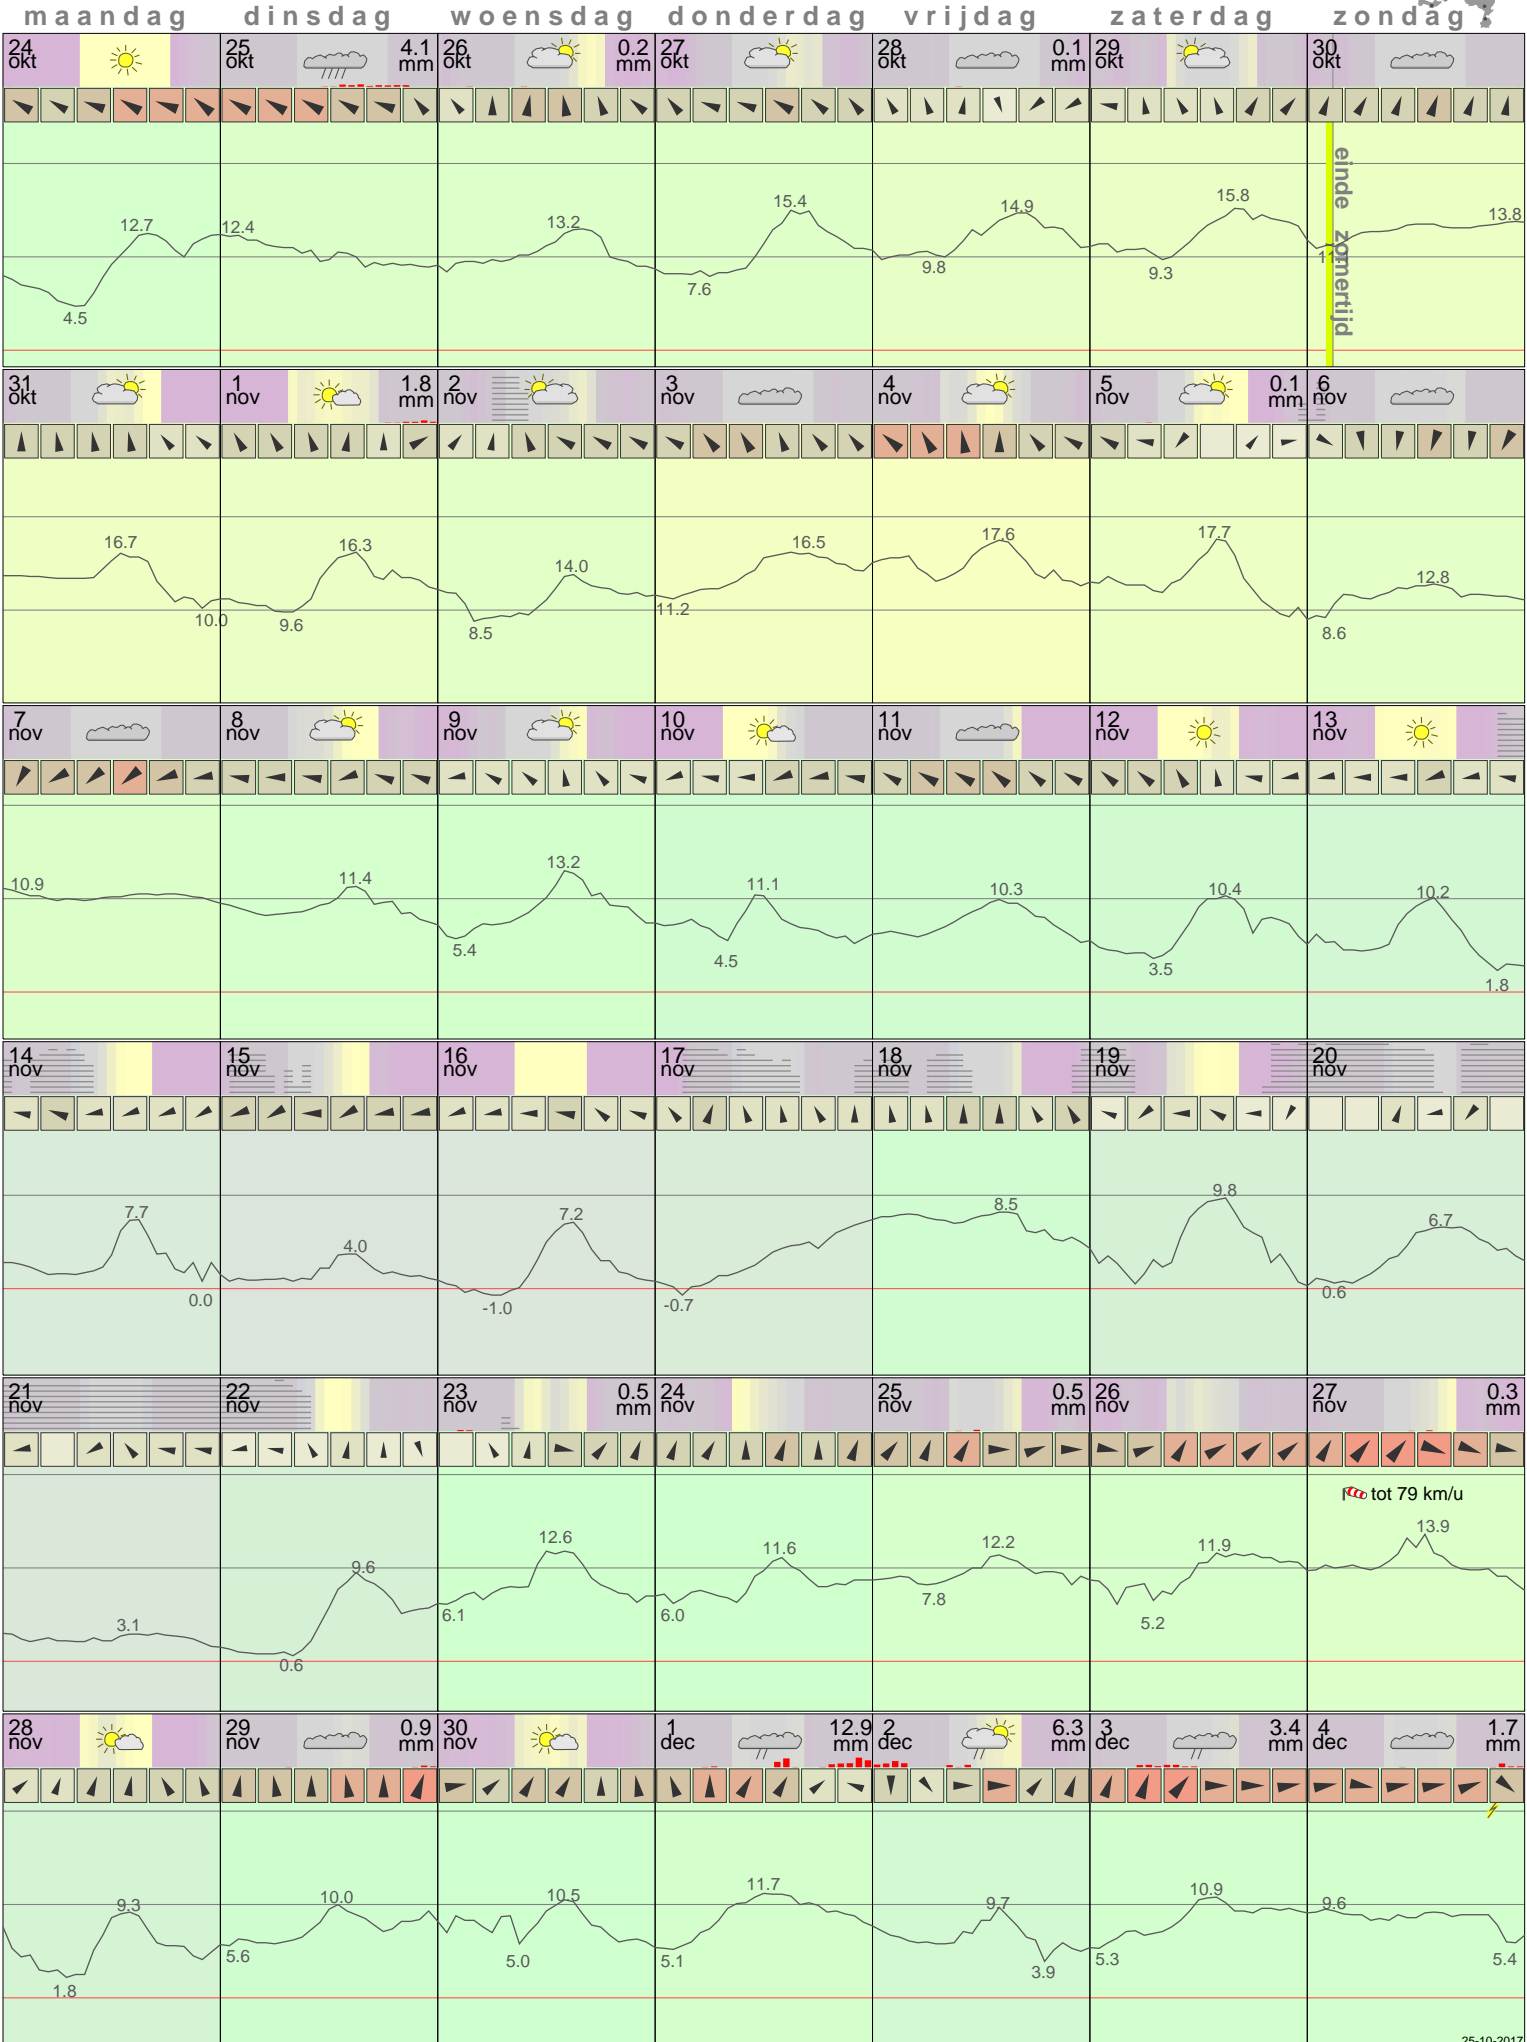 maandag dinsdag woensdag donderdag vrijdag zaterdag zondag
24 okt
25 okt 4.1 mm
26 okt 0.2 mm
27 okt
28 okt 0.1 mm
29 okt
30 okt
12.7 4.5
12.4
13.2
15.4 7.6
14.9 9.8
15.8 9.3
13.8
einde zomertijd
31 okt
1 nov 1.8 mm
2 nov
3 nov
4 nov
5 nov 0.1 mm
6 nov
16.7 10.0
16.3 9.6
14.0 8.5
16.5 11.2
17.6
17.7
12.8 8.6
7 nov
8 nov
9 nov
10 nov
11 nov
12 nov
13 nov
10.9
11.4
13.2 5.4
11.1 4.5
10.3
10.4 3.5
10.2 1.8
14 nov
15 nov
16 nov
17 nov
18 nov
19 nov
20 nov
7.7 0.0
4.0
7.2 -1.0
-0.7
8.5
9.8
6.7 0.6
21 nov
22 nov
23 nov 0.5 mm
24 nov
25 nov 0.5 mm
26 nov
27 nov 0.3 mm
tot 79 km/u
3.1
9.6 0.6
12.6 6.1
11.6 6.0
12.2 7.8
11.9 5.2
13.9
28 nov
29 nov 0.9 mm
30 nov
1 dec 12.9 mm
2 dec 6.3 mm
3 dec 3.4 mm
4 dec 1.7 mm
9.3 1.8
10.0 5.6
10.5 5.0
11.7 5.1
9.7 3.9
10.9 5.3
9.6 5.4
25-10-2017